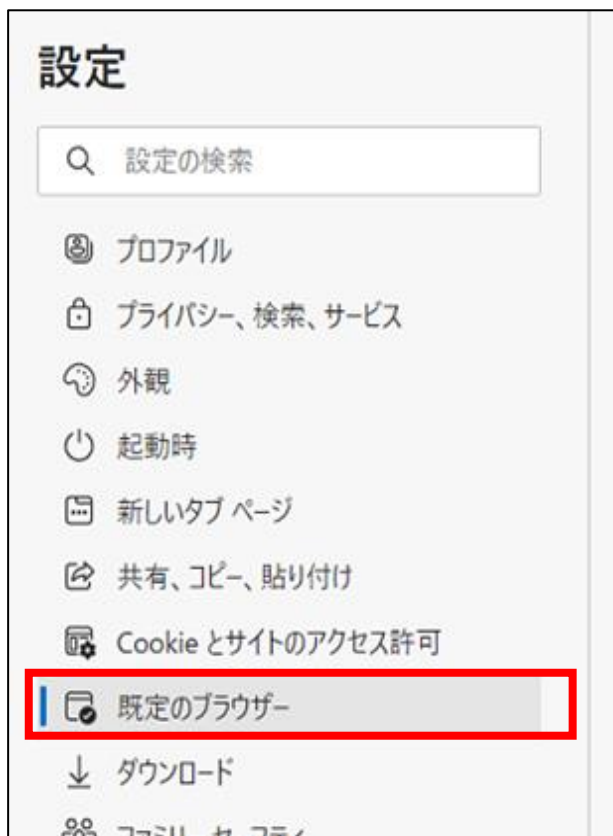 設定
設定の検索
プロファイル
プライバシー、検索、サービス
外観
起動時
新しいタブ ページ
共有、コピー、貼り付け
Cookie とサイトのアクセス許可
既定のブラウザー
ダウンロード